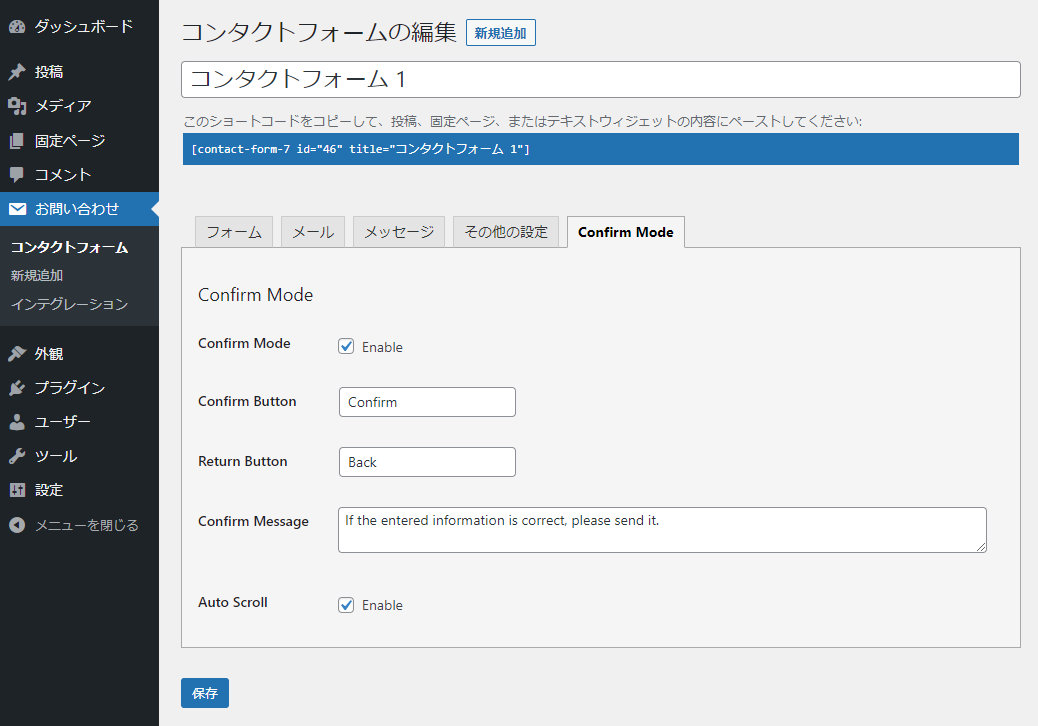 ダッシュボード
投稿
メディア
固定ページ
コメント
お問い合わせ
コンタクトフォーム
新規追加
インテグレーション
外観
プラグイン
ユーザー
ツール
設定
メニューを閉じる
コンタクトフォームの編集 新規追加
コンタクトフォーム 1
このショートコードをコピーして、投稿、固定ページ、またはテキストウィジェットの内容にペーストしてください:
[contact-form-7 id="46" title="コンタクトフォーム 1"]
フォーム メール メッセージ その他の設定 Confirm Mode
Confirm Mode
Confirm Mode Enable
Confirm Button Confirm
Return Button Back
Confirm Message If the entered information is correct, please send it.
Auto Scroll Enable
保存